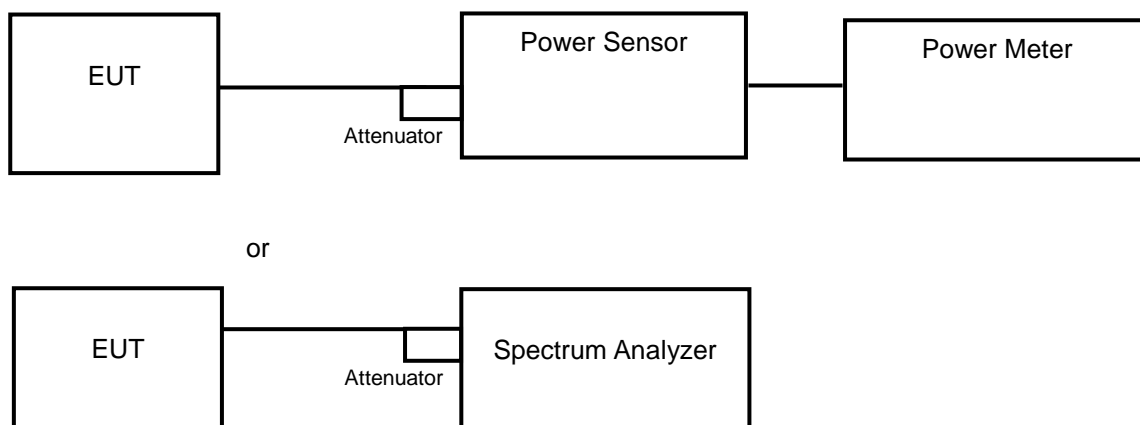 EUT
Power Sensor
Power Meter
Attenuator
or
EUT
Spectrum Analyzer
Attenuator